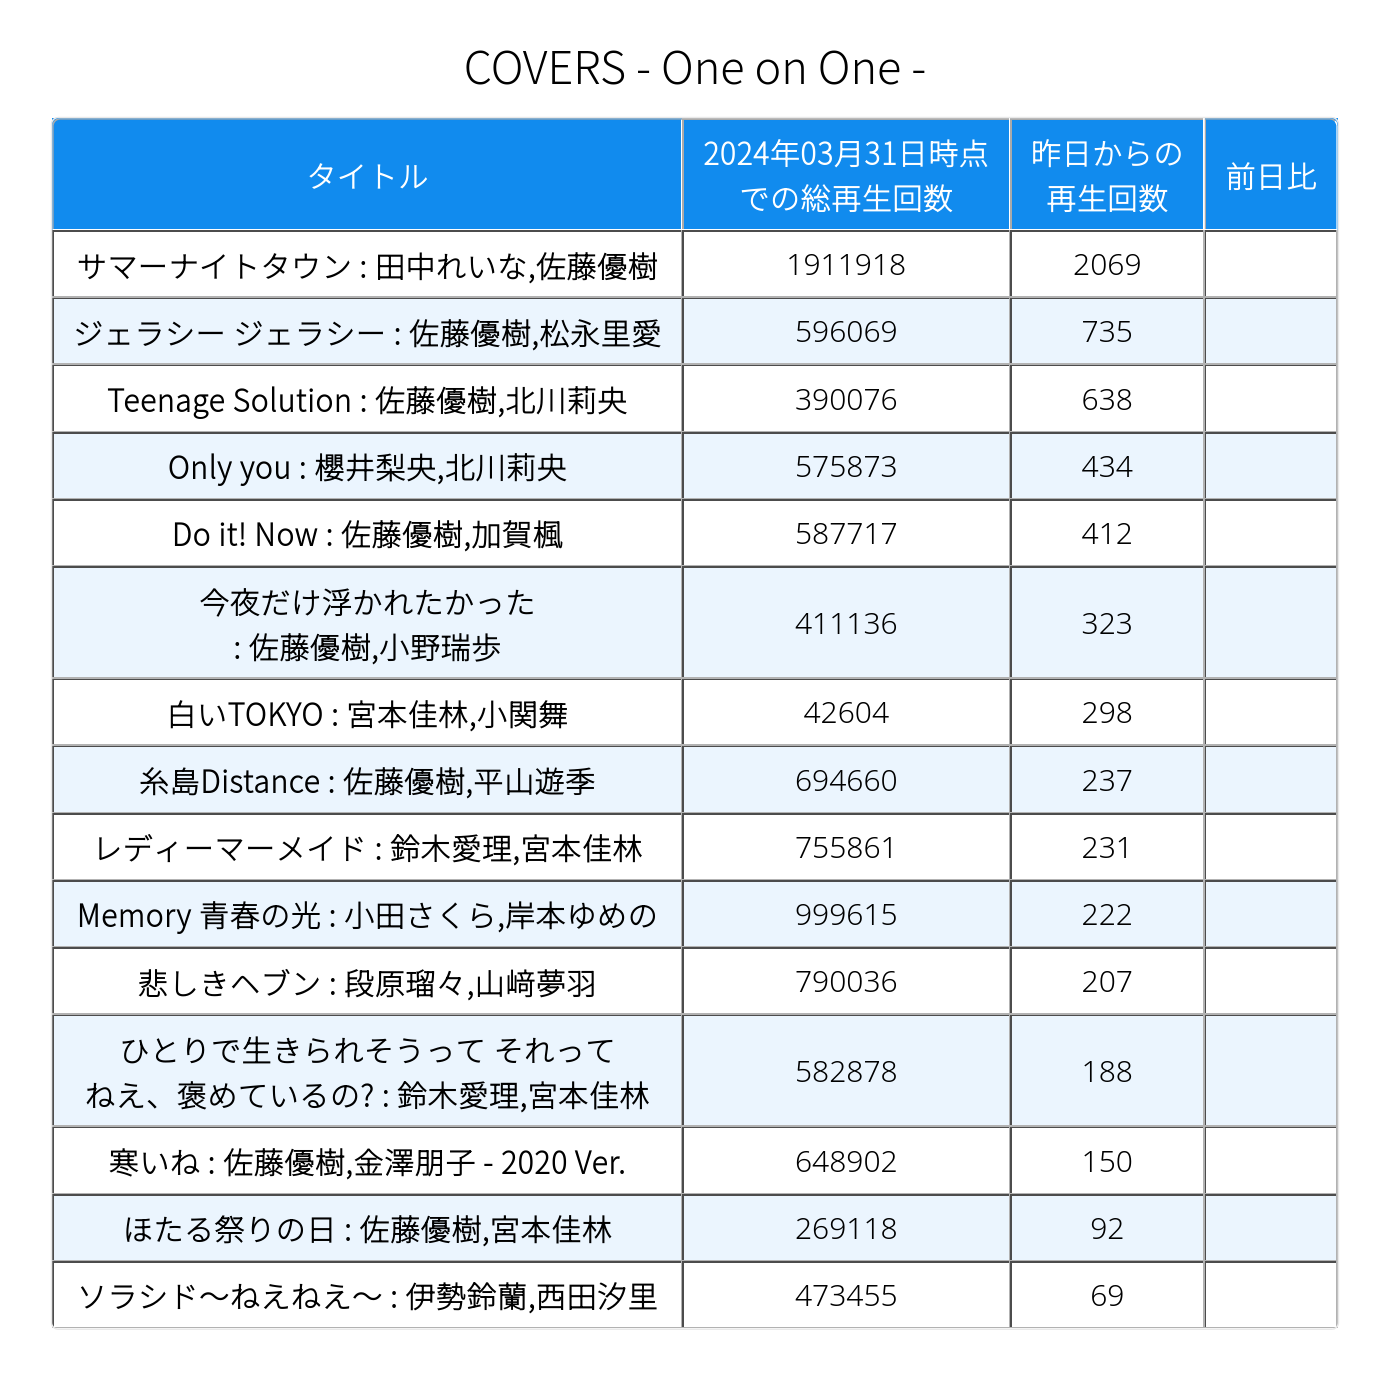 COVERS - One on One -
タイトル
2024年03月31日時点
での総再生回数
昨日からの
再生回数
前日比
サマーナイトタウン : 田中れいな,佐藤優樹
1911918
2069
ジェラシー ジェラシー : 佐藤優樹,松永里愛
596069
735
Teenage Solution : 佐藤優樹,北川莉央
390076
638
Only you : 櫻井梨央,北川莉央
575873
434
Do it! Now : 佐藤優樹,加賀楓
587717
412
今夜だけ浮かれたかった
: 佐藤優樹,小野瑞歩
411136
323
白いTOKYO : 宮本佳林,小関舞
42604
298
糸島Distance : 佐藤優樹,平山遊季
694660
237
レディーマーメイド : 鈴木愛理,宮本佳林
755861
231
Memory 青春の光 : 小田さくら,岸本ゆめの
999615
222
悲しきヘブン : 段原瑠々,山﨑夢羽
790036
207
ひとりで生きられそうって それって
ねえ、褒めているの? : 鈴木愛理,宮本佳林
582878
188
寒いね : 佐藤優樹,金澤朋子 - 2020 Ver.
648902
150
ほたる祭りの日 : 佐藤優樹,宮本佳林
269118
92
ソラシド〜ねえねえ〜 : 伊勢鈴蘭,西田汐里
473455
69